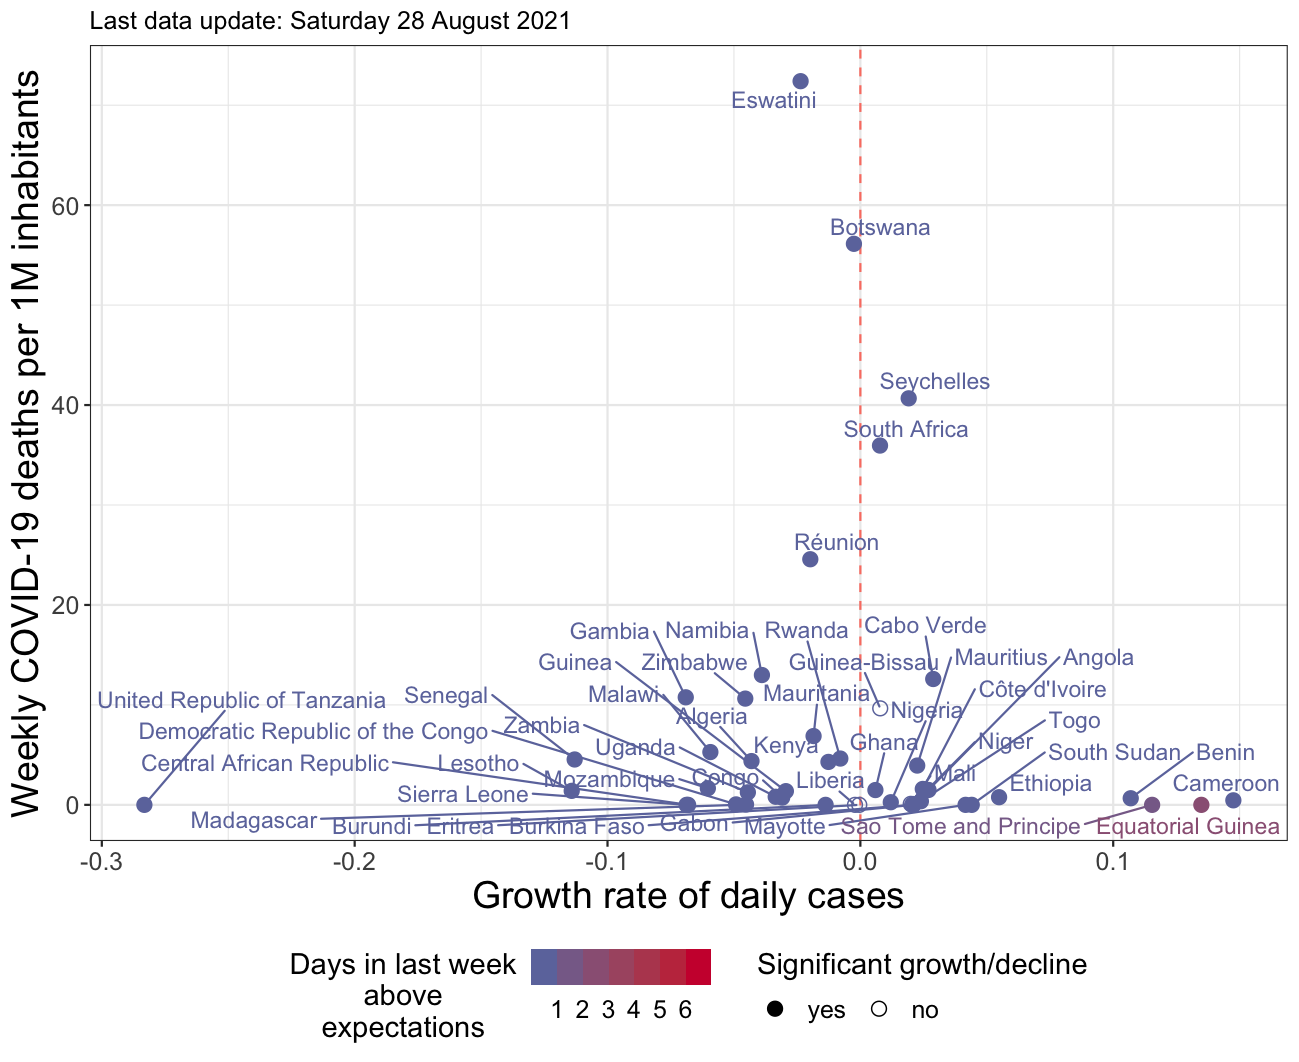 Last data update: Saturday 28 August 2021
Weekly COVID-19 deaths per 1M inhabitants
60
40
20
0
Eswatini
Botswana
Seychelles
South Africa
Réunion
Cabo Verde
Gambia
Namibia
Rwanda
Mauritius
Angola
Guinea
Zimbabwe
Guinea-Bissau
Côte d'Ivoire
United Republic of Tanzania
Senegal
Malawi
Mauritania
Nigeria
Algeria
Togo
Zambia
Democratic Republic of the Congo
Uganda
Kenya
Ghana
Niger
South Sudan
Benin
Central African Republic
Lesotho
Mozambique
Congo
Liberia
Mali
Ethiopia
Cameroon
Sierra Leone
Madagascar
Burundi
Eritrea
Burkina Faso
Gabon
Mayotte
Sao Tome and Principe
Equatorial Guinea
-0.3
-0.2
-0.1
0.0
0.1
Growth rate of daily cases
Days in last week
above
expectations
1 2 3 4 5 6
Significant growth/decline
yes
no